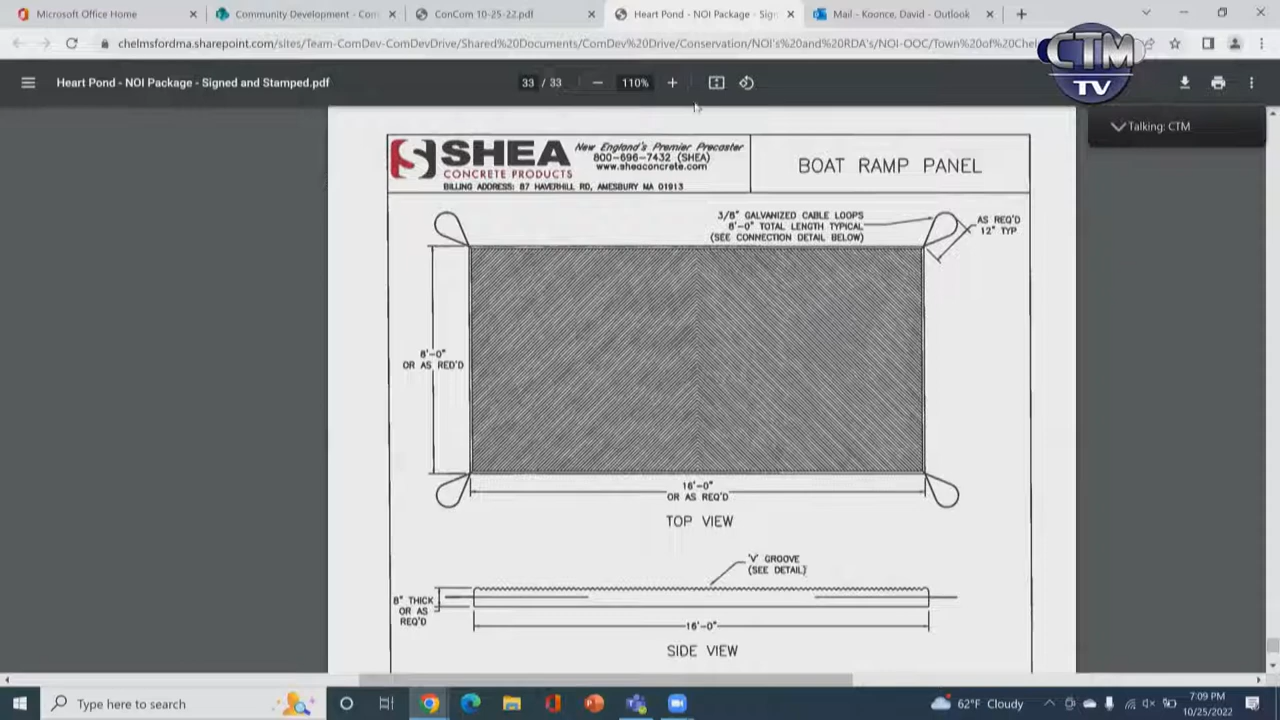 Microsoft Office Home
Community Development - Com
ConCom 10-25-22.pdf
Heart Pond - NOI Package - Sign
Mail - Koonce, David - Outlook
chelmsfordma.sharepoint.com/sites/Team-ComDev-ComDevDrive/Shared%20Documents/ComDev%20Drive/Conservation/NOI's%20and%20RDA's/NOI-OOC/Town%20of%20Chel
CTM
TV
Heart Pond - NOI Package - Signed and Stamped.pdf
33 / 33
110%
Talking: CTM
SHEA
CONCRETE PRODUCTS
New England's Premier Precaster
800-696-7432 (SHEA)
www.sheaconcrete.com
BILLING ADDRESS: 87 HAVERHILL RD, AMESBURY MA 01913
BOAT RAMP PANEL
3/8" GALVANIZED CABLE LOOPS
8'-0" TOTAL LENGTH TYPICAL
(SEE CONNECTION DETAIL BELOW)
AS REQ'D
12" TYP
8'-0"
OR AS REQ'D
16'-0"
OR AS REQ'D
TOP VIEW
'V' GROOVE
(SEE DETAIL)
8" THICK
OR AS
REQ'D
16'-0"
SIDE VIEW
Type here to search
62°F Cloudy
7:09 PM
10/25/2022